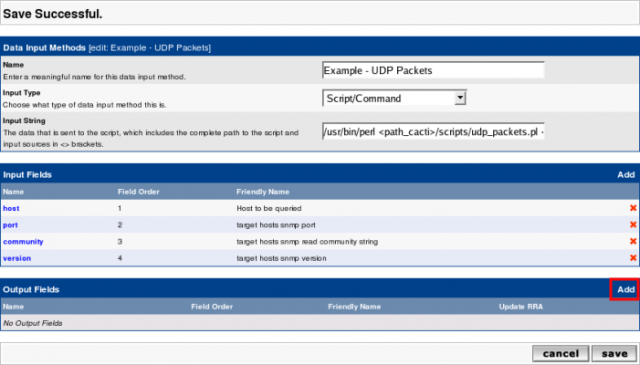 Save Successful.
Data Input Methods [edit: Example - UDP Packets]
Name
Enter a meaningful name for this data input method.
Example - UDP Packets
Input Type
Choose what type of data input method this is.
Script/Command
Input String
The data that is sent to the script, which includes the complete path to the script and
input sources in <> brackets.
/usr/bin/perl <path_cacti>/scripts/udp_packets.pl -
Input Fields Add
Name Field Order Friendly Name
host 1 Host to be queried
port 2 target hosts snmp port
community 3 target hosts snmp read community string
version 4 target hosts snmp version
Output Fields Add
Name Field Order Friendly Name Update RRA
No Output Fields
cancel save